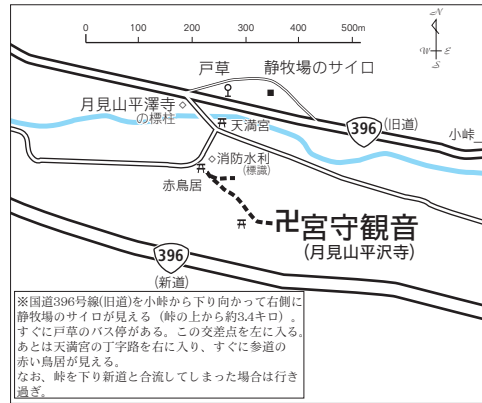 0 100 200 300 400 500m
N
W E
S
戸草
静牧場のサイロ
月見山平澤寺
の標柱
天満宮
396
(旧道)
小峠
消防水利
(標識)
赤鳥居
卍宮守観音
(月見山平沢寺)
396
(新道)
※国道396号線(旧道)を小峠から下り向かって右側に
静牧場のサイロが見える（峠の上から約3.4キロ）。
すぐに戸草のバス停がある。この交差点を左に入る。
あとは天満宮の丁字路を右に入り、すぐに参道の
赤い鳥居が見える。
なお、峠を下り新道と合流してしまった場合は行き
過ぎ。